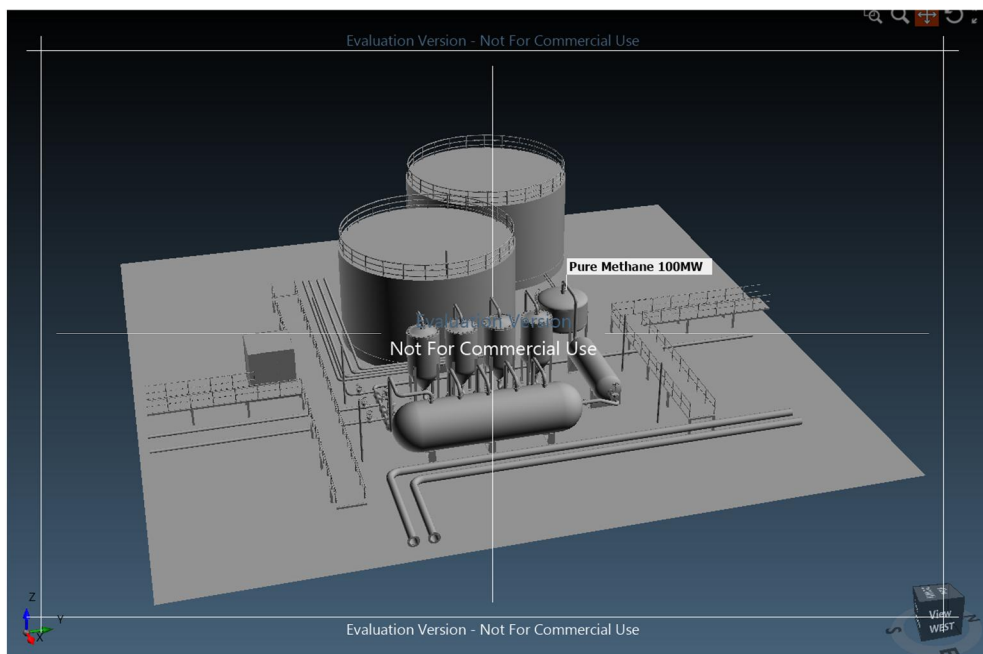 Evaluation Version - Not For Commercial Use
Pure Methane 100MW
Evaluation Version
Not For Commercial Use
Z
Y
X
View
WEST
S
N
E
Evaluation Version - Not For Commercial Use